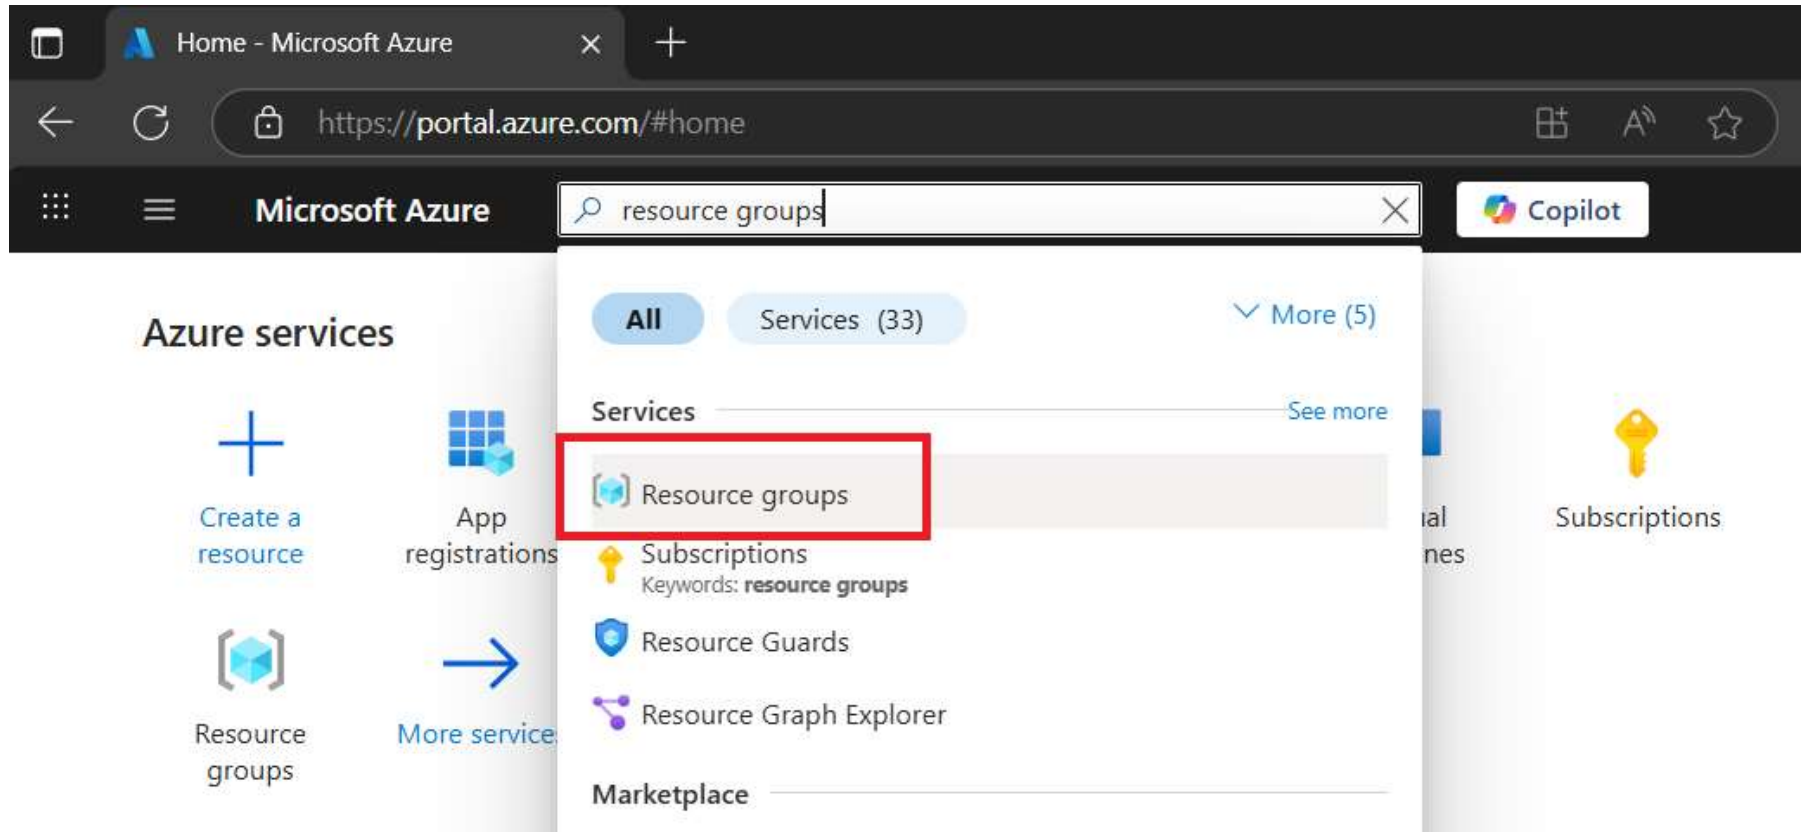 Home - Microsoft Azure
https://portal.azure.com/#home
Microsoft Azure
resource groups
Copilot
Azure services
All
Services (33)
More (5)
Services
See more
Create a
resource
App
registrations
Resource groups
Subscriptions
Keywords: resource groups
Resource Guards
Resource Graph Explorer
Marketplace
Subscriptions
Resource
groups
More service